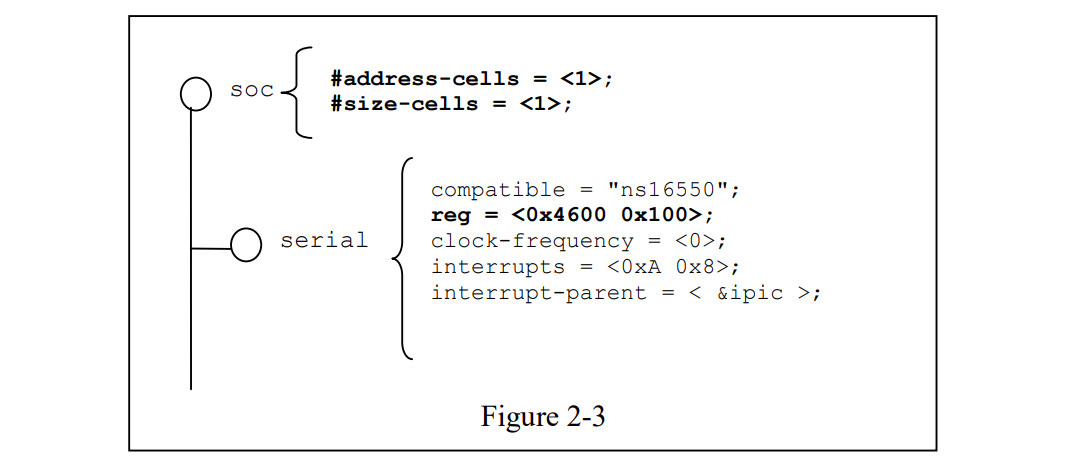 soc
#address-cells = <1>;
#size-cells = <1>;
serial
compatible = "ns16550";
reg = <0x4600 0x100>;
clock-frequency = <0>;
interrupts = <0xA 0x8>;
interrupt-parent = < &ipic >;
Figure 2-3